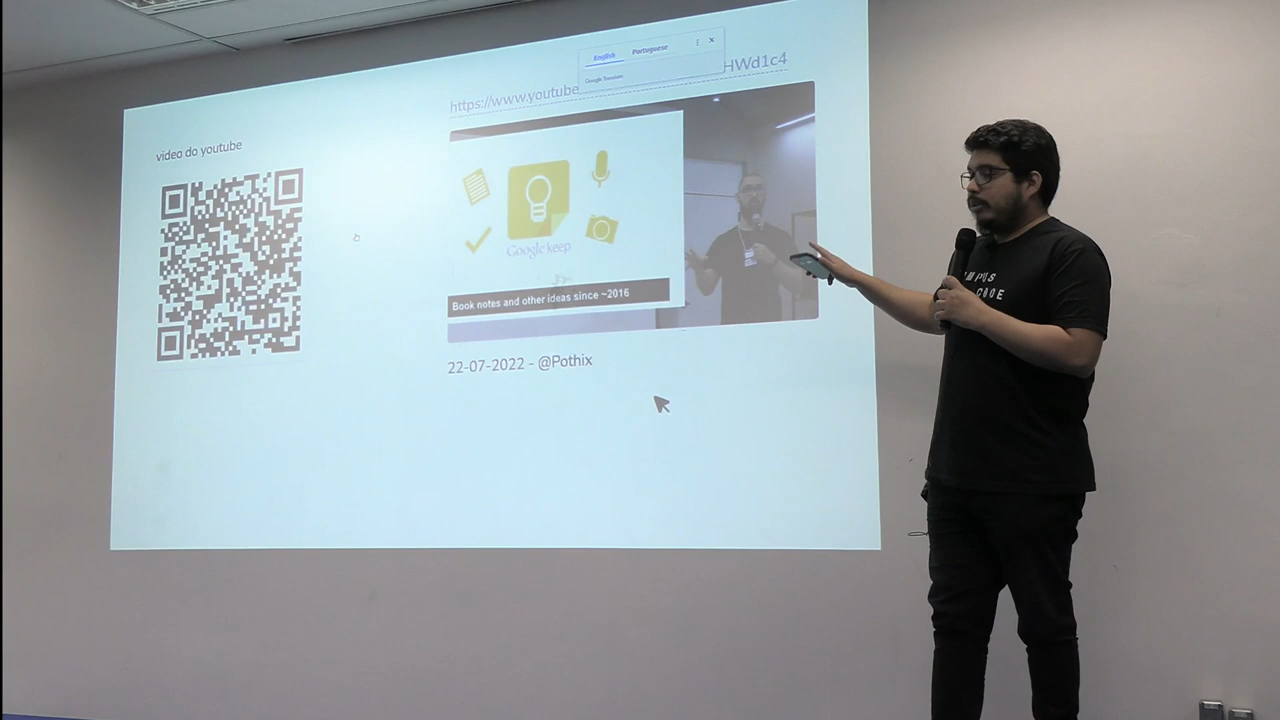 English Portuguese
Google Translate
https://www.youtube
HWd1c4
video do youtube
Google keep
Book notes and other ideas since ~2016
22-07-2022 - @Pothix